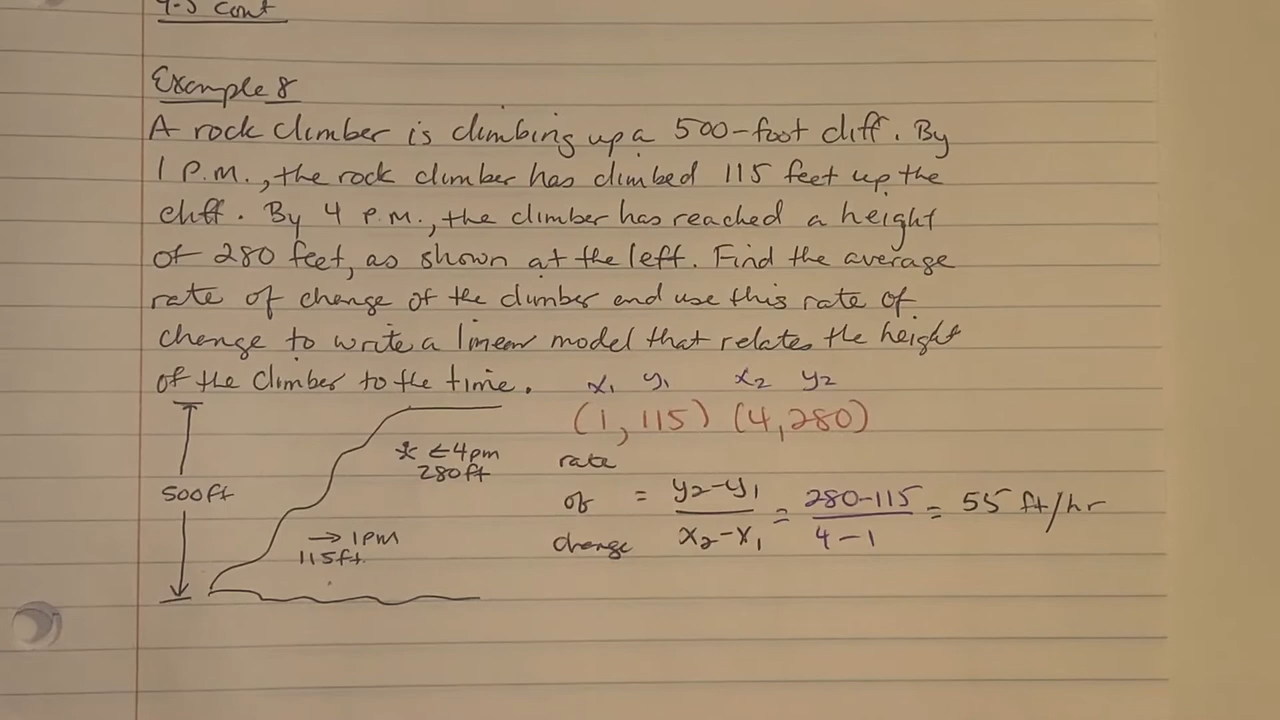 4-5 cont
Example 8
A rock climber is climbing up a 500-foot cliff. By
1 P.M., the rock climber has climbed 115 feet up the
cliff. By 4 P.M., the climber has reached a height
of 280 feet, as shown at the left. Find the average
rate of change of the climber and use this rate of
change to write a linear model that relates the height
of the climber to the time.
x₁ y₁ x₂ y₂
(1, 115) (4, 280)
500ft
← 4pm
280ft
→ 1PM
115ft.
rate
of
change
= y₂-y₁ / x₂-x₁ = 280-115 / 4-1 = 55 ft/hr